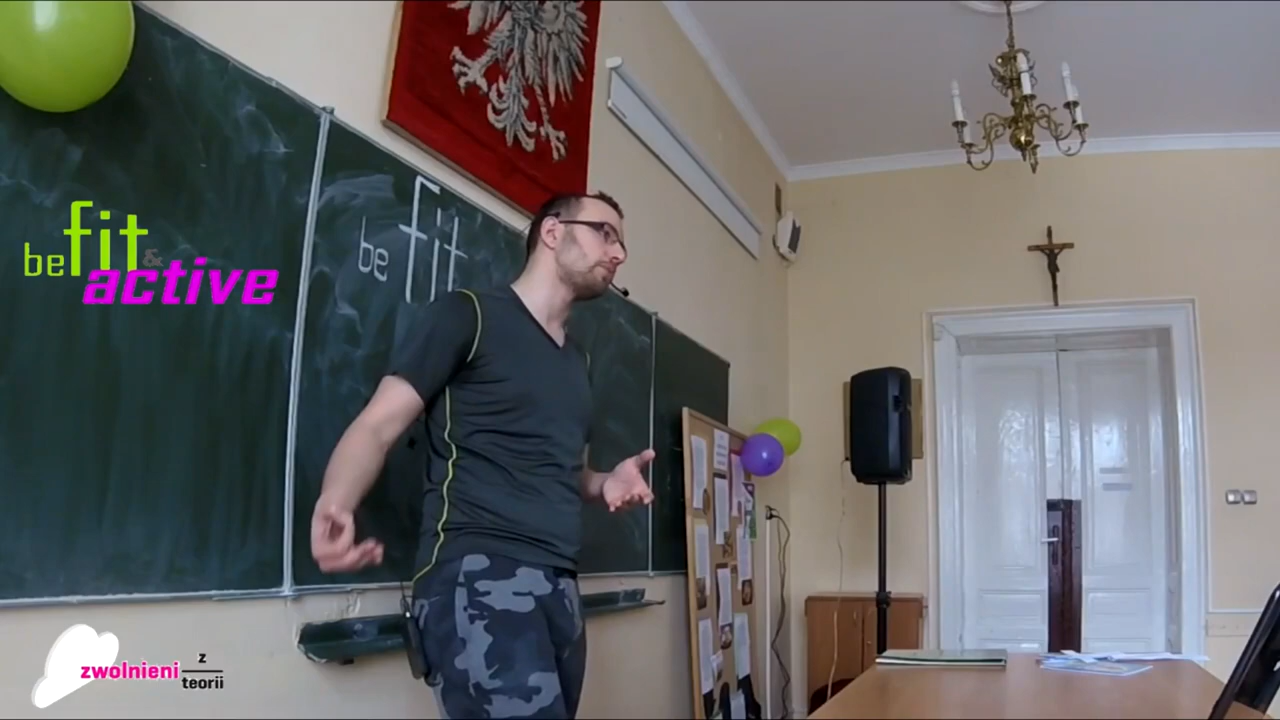 be fit
& active
be fit
zwolnieni z
teorii